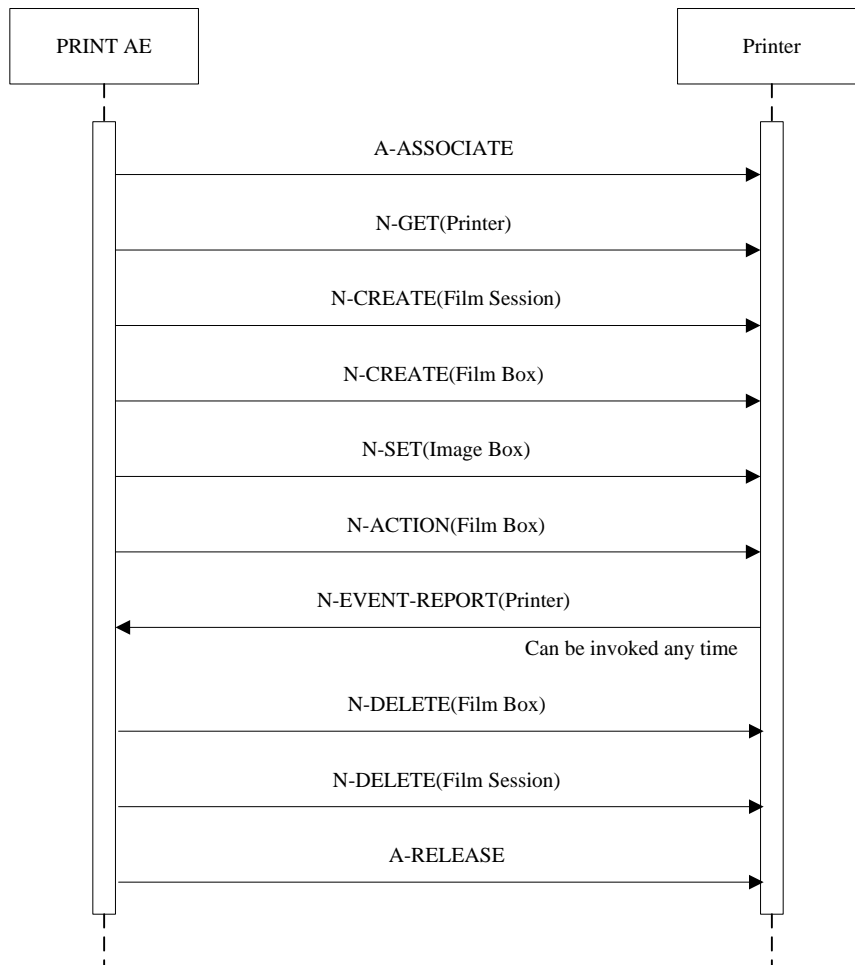 PRINT AE
Printer
A-ASSOCIATE
N-GET(Printer)
N-CREATE(Film Session)
N-CREATE(Film Box)
N-SET(Image Box)
N-ACTION(Film Box)
N-EVENT-REPORT(Printer)
Can be invoked any time
N-DELETE(Film Box)
N-DELETE(Film Session)
A-RELEASE